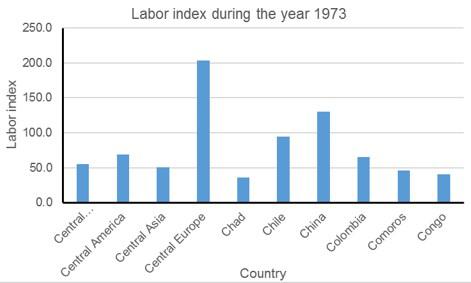 Labor index during the year 1973
250.0
200.0
150.0
100.0
50.0
0.0
Labor index
Central...
Central America
Central Asia
Central Europe
Chad
Chile
China
Colombia
Comoros
Congo
Country